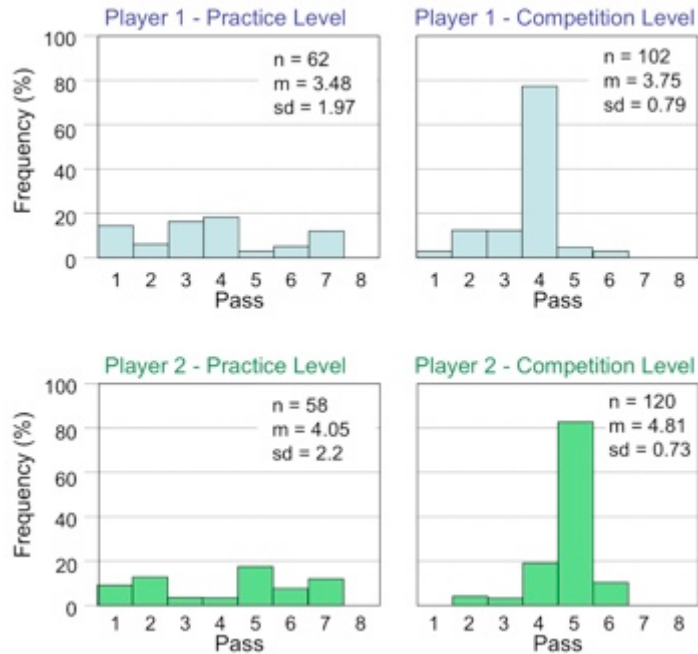 Player 1 - Practice Level
100
80
60
40
20
0
Frequency (%)
n = 62
m = 3.48
sd = 1.97
1 2 3 4 5 6 7 8
Pass
Player 1 - Competition Level
n = 102
m = 3.75
sd = 0.79
1 2 3 4 5 6 7 8
Pass
Player 2 - Practice Level
100
80
60
40
20
0
Frequency (%)
n = 58
m = 4.05
sd = 2.2
1 2 3 4 5 6 7 8
Pass
Player 2 - Competition Level
n = 120
m = 4.81
sd = 0.73
1 2 3 4 5 6 7 8
Pass